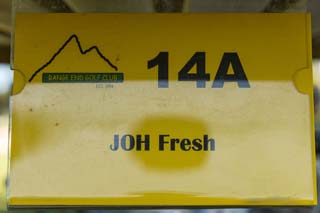 RANGE END GOLF CLUB
14A
JOH Fresh